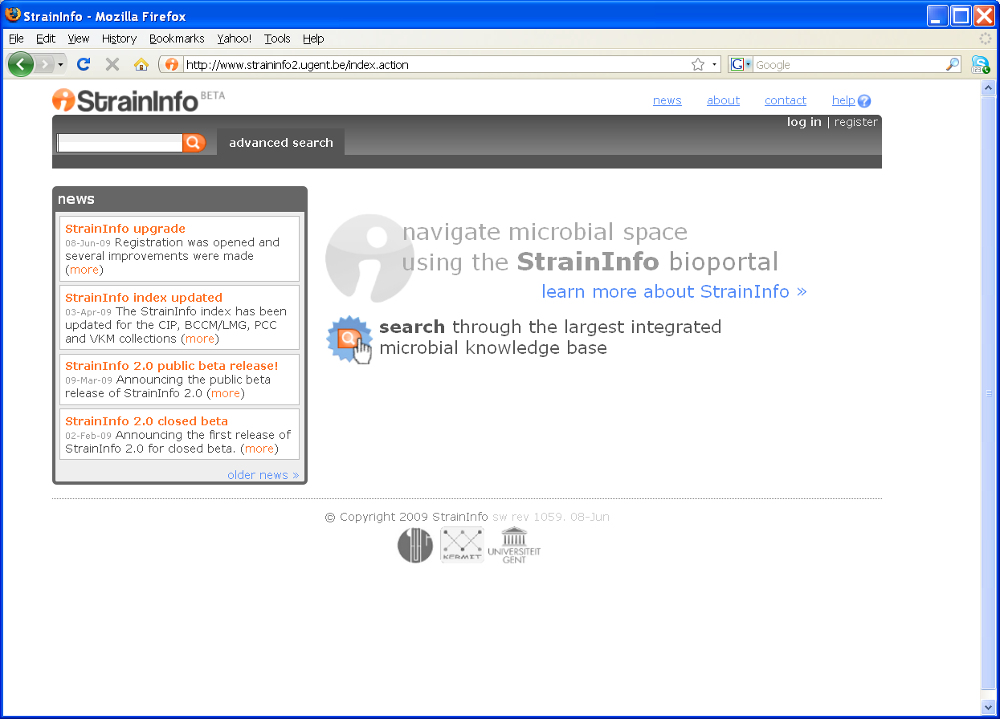 StrainInfo - Mozilla Firefox
File Edit View History Bookmarks Yahoo! Tools Help
http://www.straininfo2.ugent.be/index.action
G Google
StrainInfo BETA
news about contact help ?
log in | register
advanced search
news
StrainInfo upgrade
08-Jun-09 Registration was opened and
several improvements were made
(more)
StrainInfo index updated
03-Apr-09 The StrainInfo index has been
updated for the CIP, BCCM/LMG, PCC
and VKM collections (more)
StrainInfo 2.0 public beta release!
09-Mar-09 Announcing the public beta
release of StrainInfo 2.0 (more)
StrainInfo 2.0 closed beta
02-Feb-09 Announcing the first release of
StrainInfo 2.0 for closed beta. (more)
older news »
navigate microbial space
using the StrainInfo bioportal
learn more about StrainInfo »
search through the largest integrated
microbial knowledge base
© Copyright 2009 StrainInfo sw rev 1059. 08-Jun
KERMIT
UNIVERSITEIT
GENT